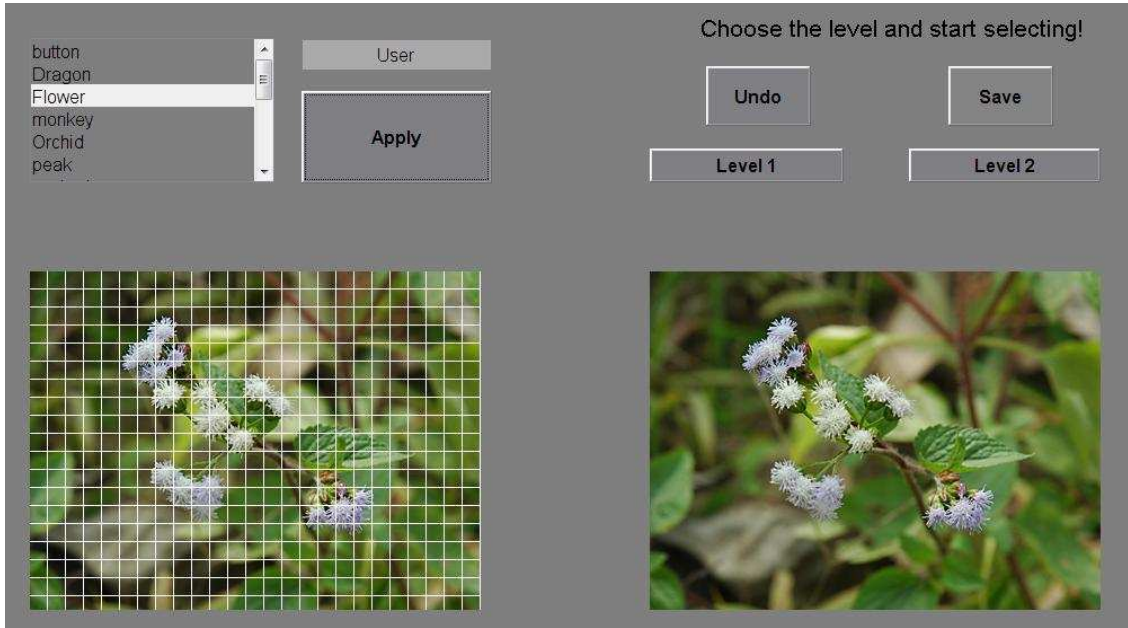 button
Dragon
Flower
monkey
Orchid
peak
User
Apply
Choose the level and start selecting!
Undo
Save
Level 1
Level 2